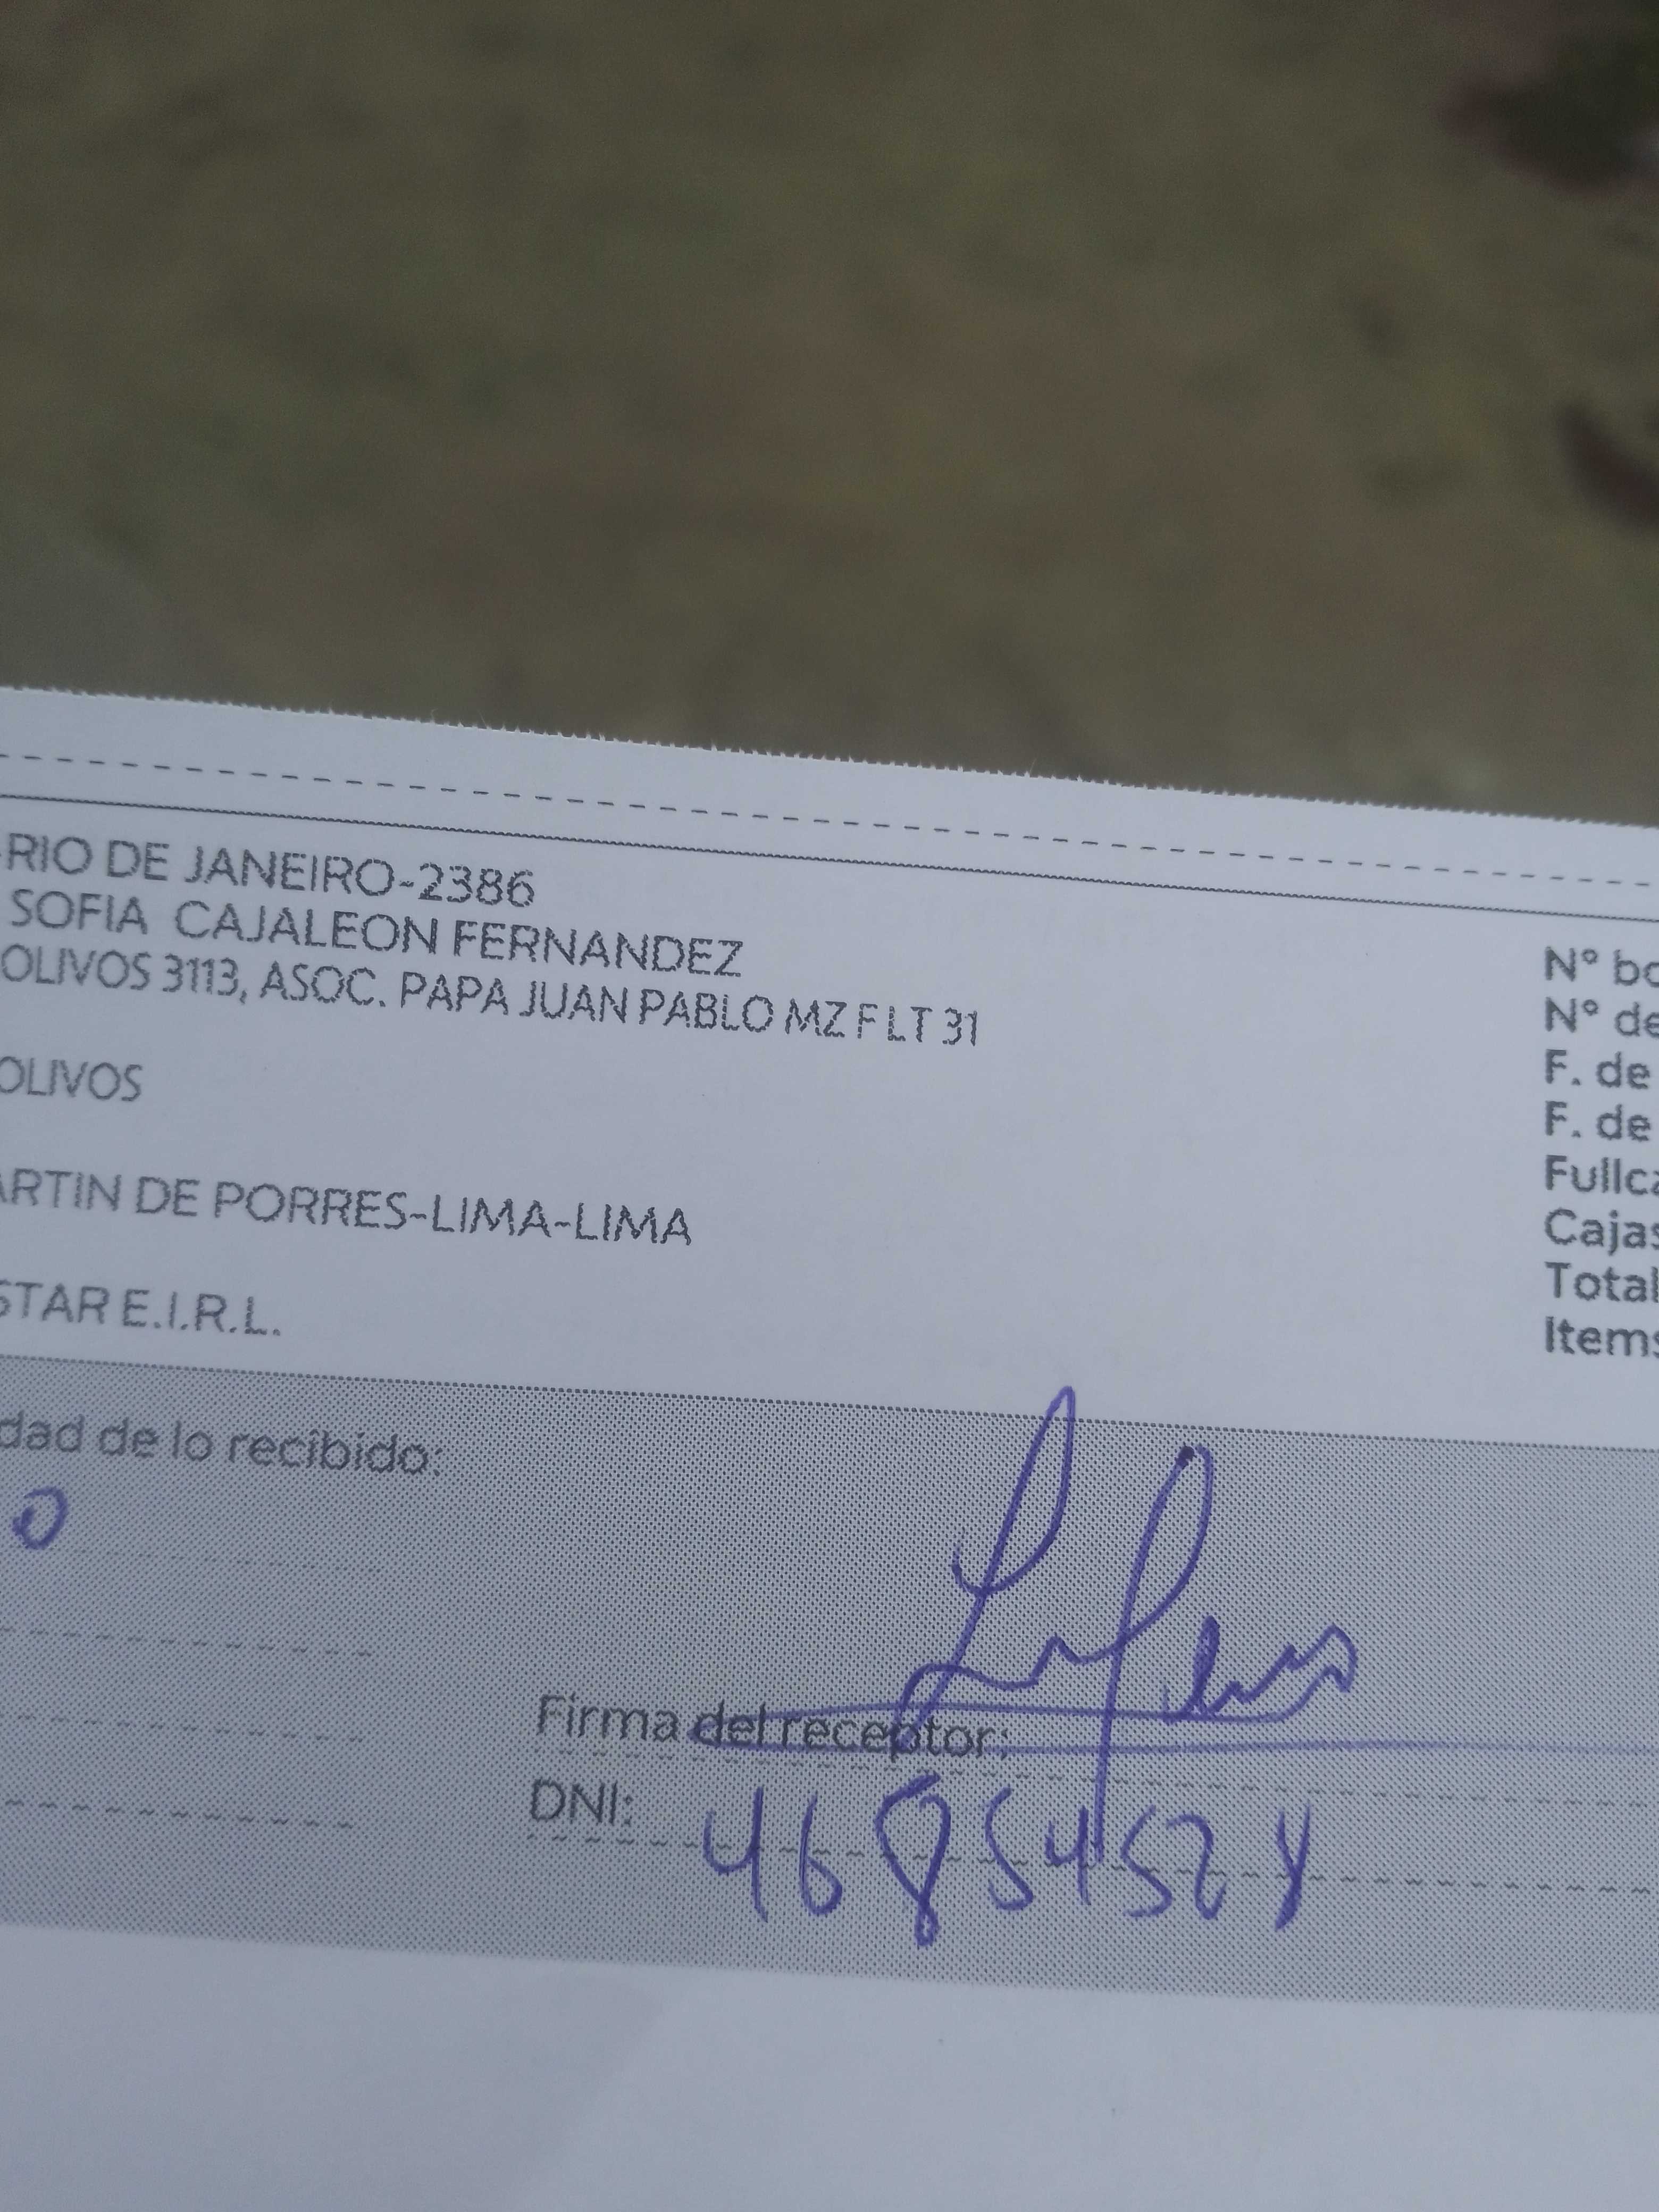 RIO DE JANEIRO-2386
SOFIA CAJALEON FERNANDEZ
OLIVOS 3113, ASOC. PAPA JUAN PABLO MZ F LT 31
OLIVOS
ARTIN DE PORRES-LIMA-LIMA
STAR E.I.R.L.
N° bo
N° de
F. de
F. de
Fullca
Cajas
Total
Items
dad de lo recibido:
o
Firma del receptor:
DNI: